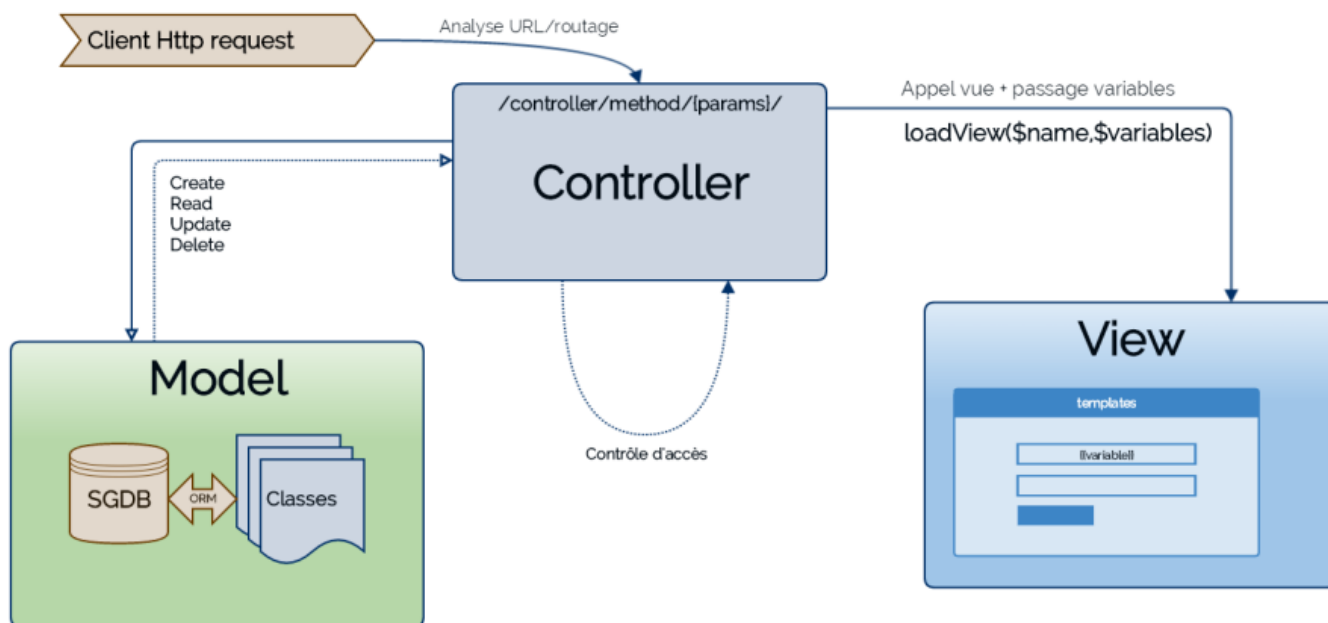 Client Http request
Analyse URL/routage
/controller/method/{params}/
Controller
Appel vue + passage variables
loadView($name,$variables)
Create
Read
Update
Delete
Contrôle d'accès
Model
SGDB
ORM
Classes
View
templates
{{variable}}